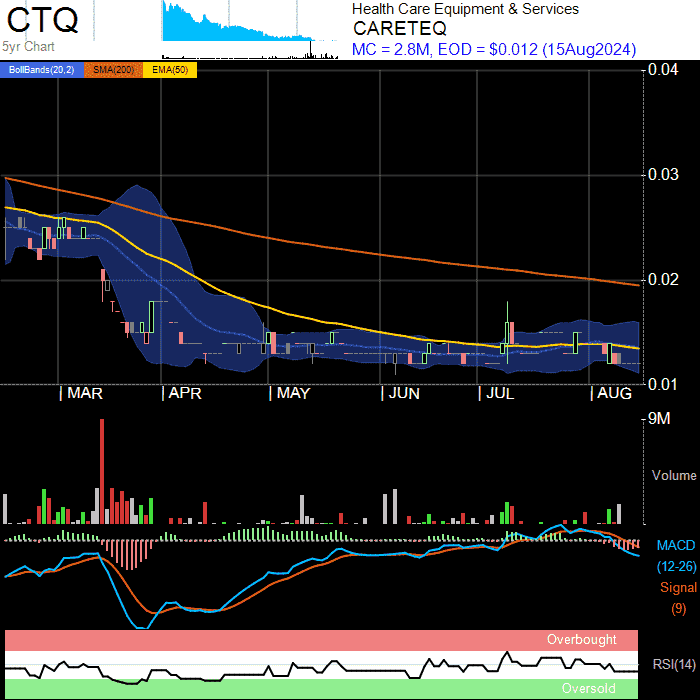 CTQ
5yr Chart
Health Care Equipment & Services
CARETEQ
MC = 2.8M, EOD = $0.012 (15Aug2024)
BollBands(20,2) SMA(200) EMA(50)
0.04
0.03
0.02
0.01
MAR APR MAY JUN JUL AUG
9M
Volume
MACD
(12-26)
Signal
(9)
Overbought
RSI(14)
Oversold